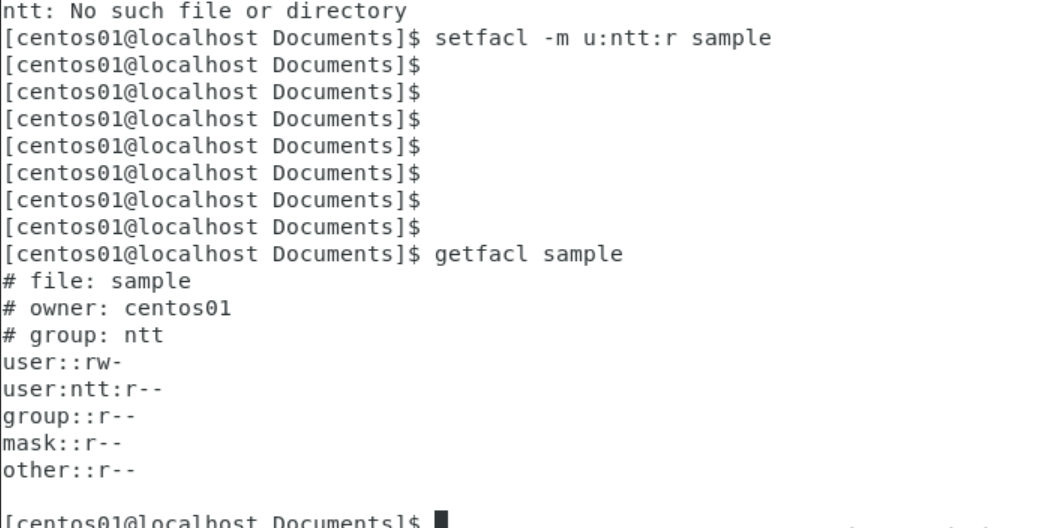 ntt: No such file or directory
[centos01@localhost Documents]$ setfacl -m u:ntt:r sample
[centos01@localhost Documents]$
[centos01@localhost Documents]$
[centos01@localhost Documents]$
[centos01@localhost Documents]$
[centos01@localhost Documents]$
[centos01@localhost Documents]$
[centos01@localhost Documents]$
[centos01@localhost Documents]$ getfacl sample
# file: sample
# owner: centos01
# group: ntt
user::rw-
user:ntt:r--
group::r--
mask::r--
other::r--
[centos01@localhost Documents]$